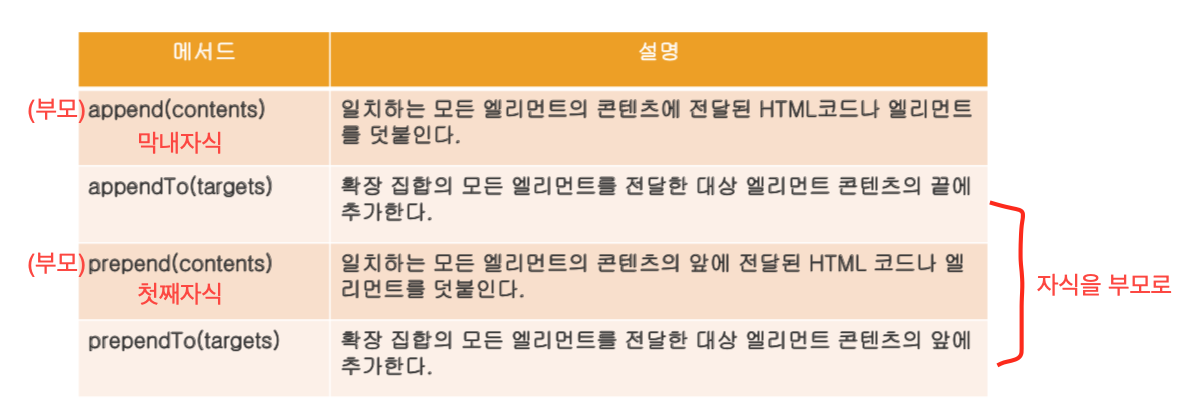 메서드 설명
(부모) append(contents) 일치하는 모든 엘리먼트의 콘텐츠에 전달된 HTML코드나 엘리먼트
막내자식 를 덧붙인다.
appendTo(targets) 확장 집합의 모든 엘리먼트를 전달한 대상 엘리먼트 콘텐츠의 끝에
추가한다.
(부모) prepend(contents) 일치하는 모든 엘리먼트의 콘텐츠의 앞에 전달된 HTML 코드나 엘
첫째자식 리먼트를 덧붙인다.
자식을 부모로
prependTo(targets) 확장 집합의 모든 엘리먼트를 전달한 대상 엘리먼트 콘텐츠의 앞에
추가한다.